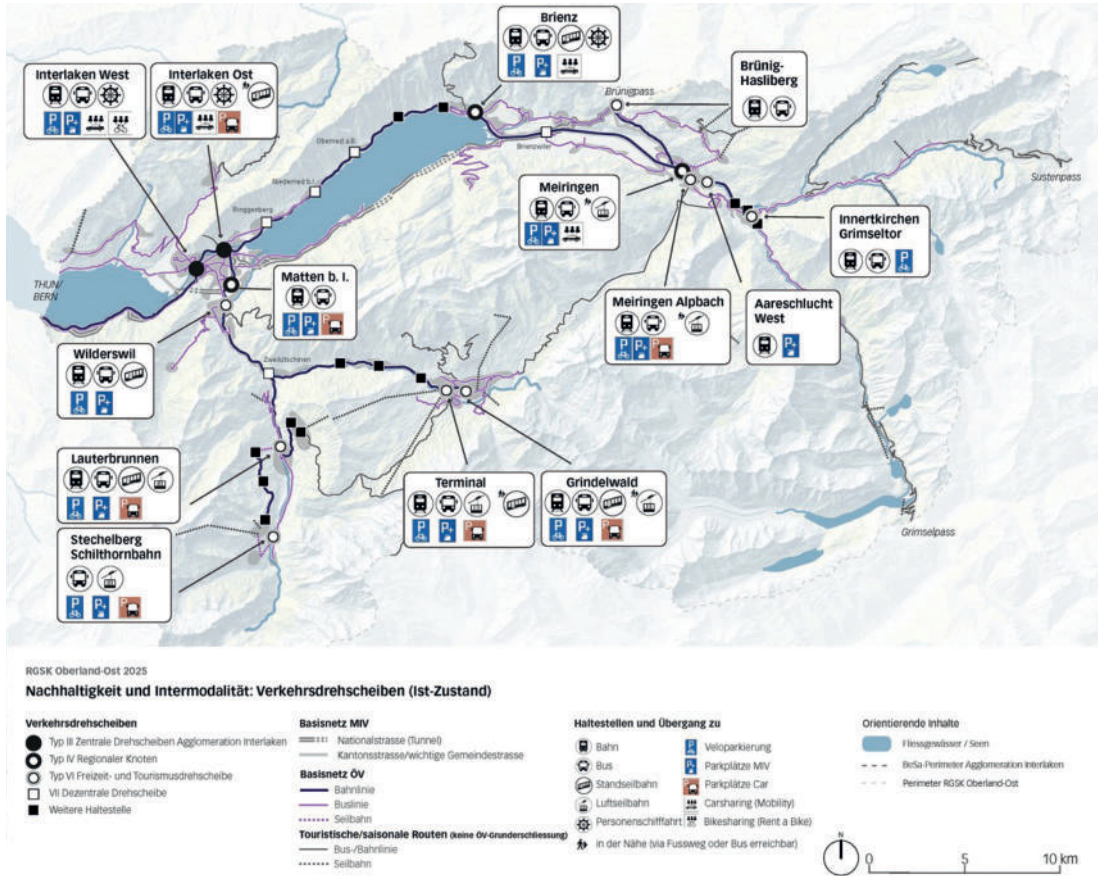 Brienz
Interlaken West
Interlaken Ost
Brünig-
Hasliberg
Brünigpass
Oberried a.B.
Brienzwiler
Niederried b.I.
Ringgenberg
Meiringen
Sustenpass
Innertkirchen
Grimseltor
THUN/
BERN
Matten b. I.
Meiringen Alpbach
Aareschlucht
West
Wilderswil
Zweilütschinen
Lauterbrunnen
Terminal
Grindelwald
Stechelberg
Schilthornbahn
Grimselpass
RGSK Oberland-Ost 2025
Nachhaltigkeit und Intermodalität: Verkehrsdrehscheiben (Ist-Zustand)
Verkehrsdrehscheiben
Typ III Zentrale Drehscheiben Agglomeration Interlaken
Typ IV Regionaler Knoten
Typ VI Freizeit- und Tourismusdrehscheibe
VII Dezentrale Drehscheibe
Weitere Haltestelle
Basisnetz MIV
Nationalstrasse (Tunnel)
Kantonsstrasse/wichtige Gemeindestrasse
Basisnetz ÖV
Bahnlinie
Buslinie
Seilbahn
Touristische/saisonale Routen (keine ÖV-Grunderschliessung)
Bus-/Bahnlinie
Seilbahn
Haltestellen und Übergang zu
Bahn
Bus
Standseilbahn
Luftseilbahn
Personenschifffahrt
in der Nähe (via Fussweg oder Bus erreichbar)
Veloparkierung
Parkplätze MIV
Parkplätze Car
Carsharing (Mobility)
Bikesharing (Rent a Bike)
Orientierende Inhalte
Fliessgewässer / Seen
BeSa-Perimeter Agglomeration Interlaken
Perimeter RGSK Oberland-Ost
N
0 5 10 km